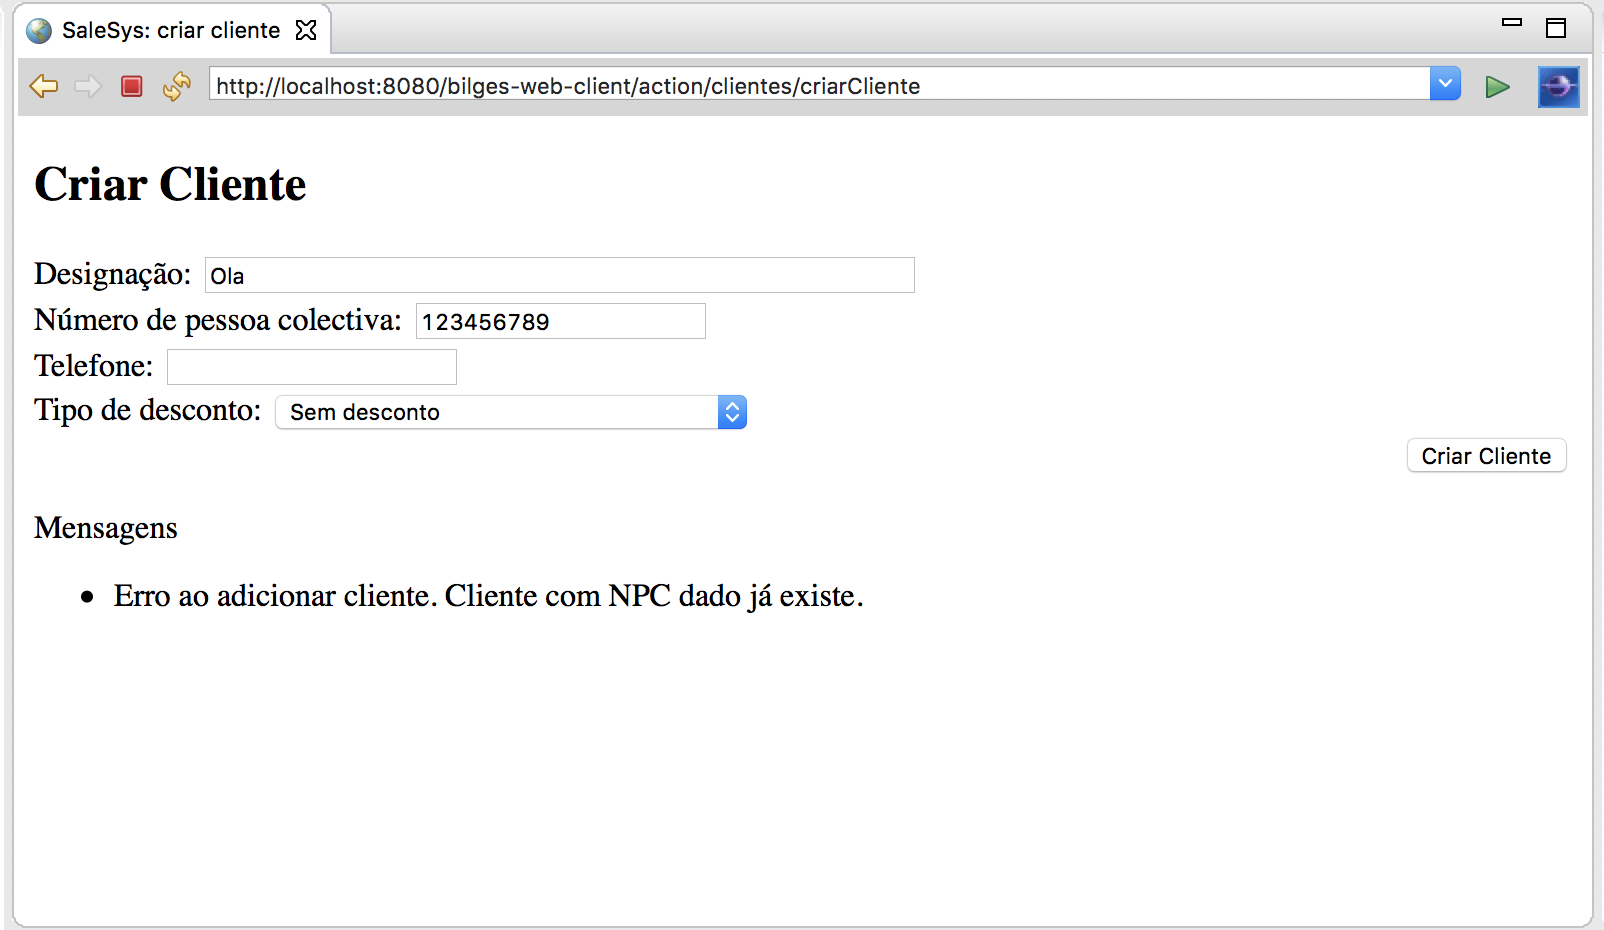 SaleSys: criar cliente
http://localhost:8080/bilges-web-client/action/clientes/criarCliente
Criar Cliente
Designação: Ola
Número de pessoa colectiva: 123456789
Telefone:
Tipo de desconto: Sem desconto
Criar Cliente
Mensagens
• Erro ao adicionar cliente. Cliente com NPC dado já existe.